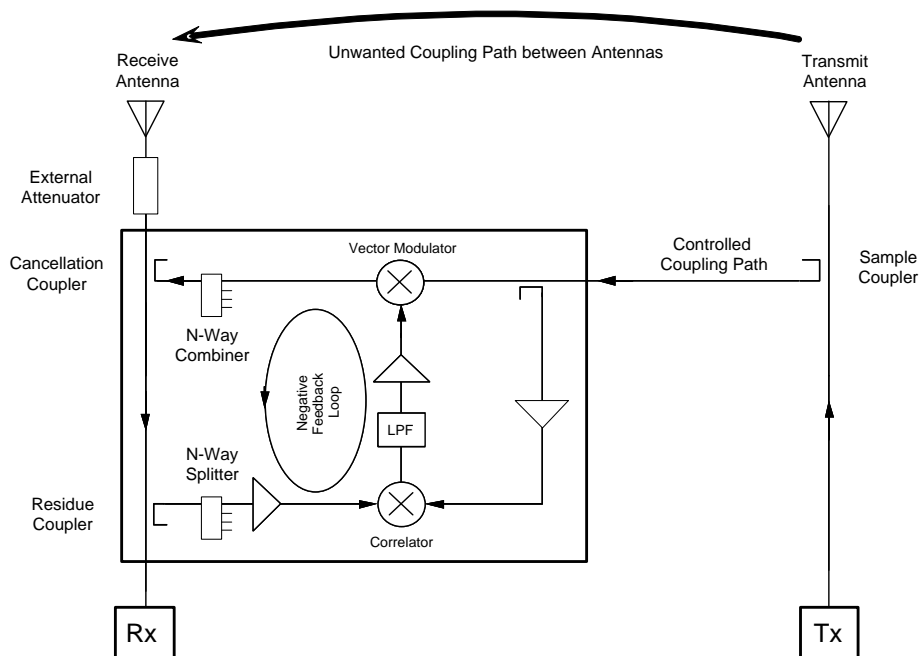 Unwanted Coupling Path between Antennas
Receive
Antenna
Transmit
Antenna
External
Attenuator
Cancellation
Coupler
Vector Modulator
Controlled
Coupling Path
Sample
Coupler
N-Way
Combiner
Negative
Feedback
Loop
LPF
N-Way
Splitter
Residue
Coupler
Correlator
Rx
Tx